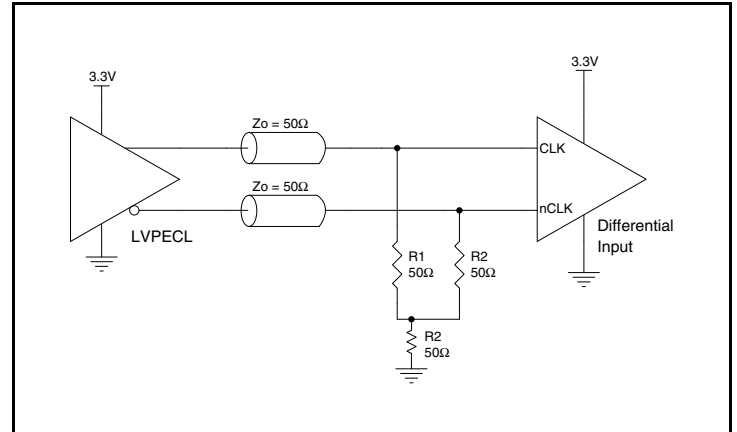 3.3V
3.3V
Zo = 50Ω
CLK
Zo = 50Ω
nCLK
LVPECL
Differential
Input
R1
50Ω
R2
50Ω
R2
50Ω